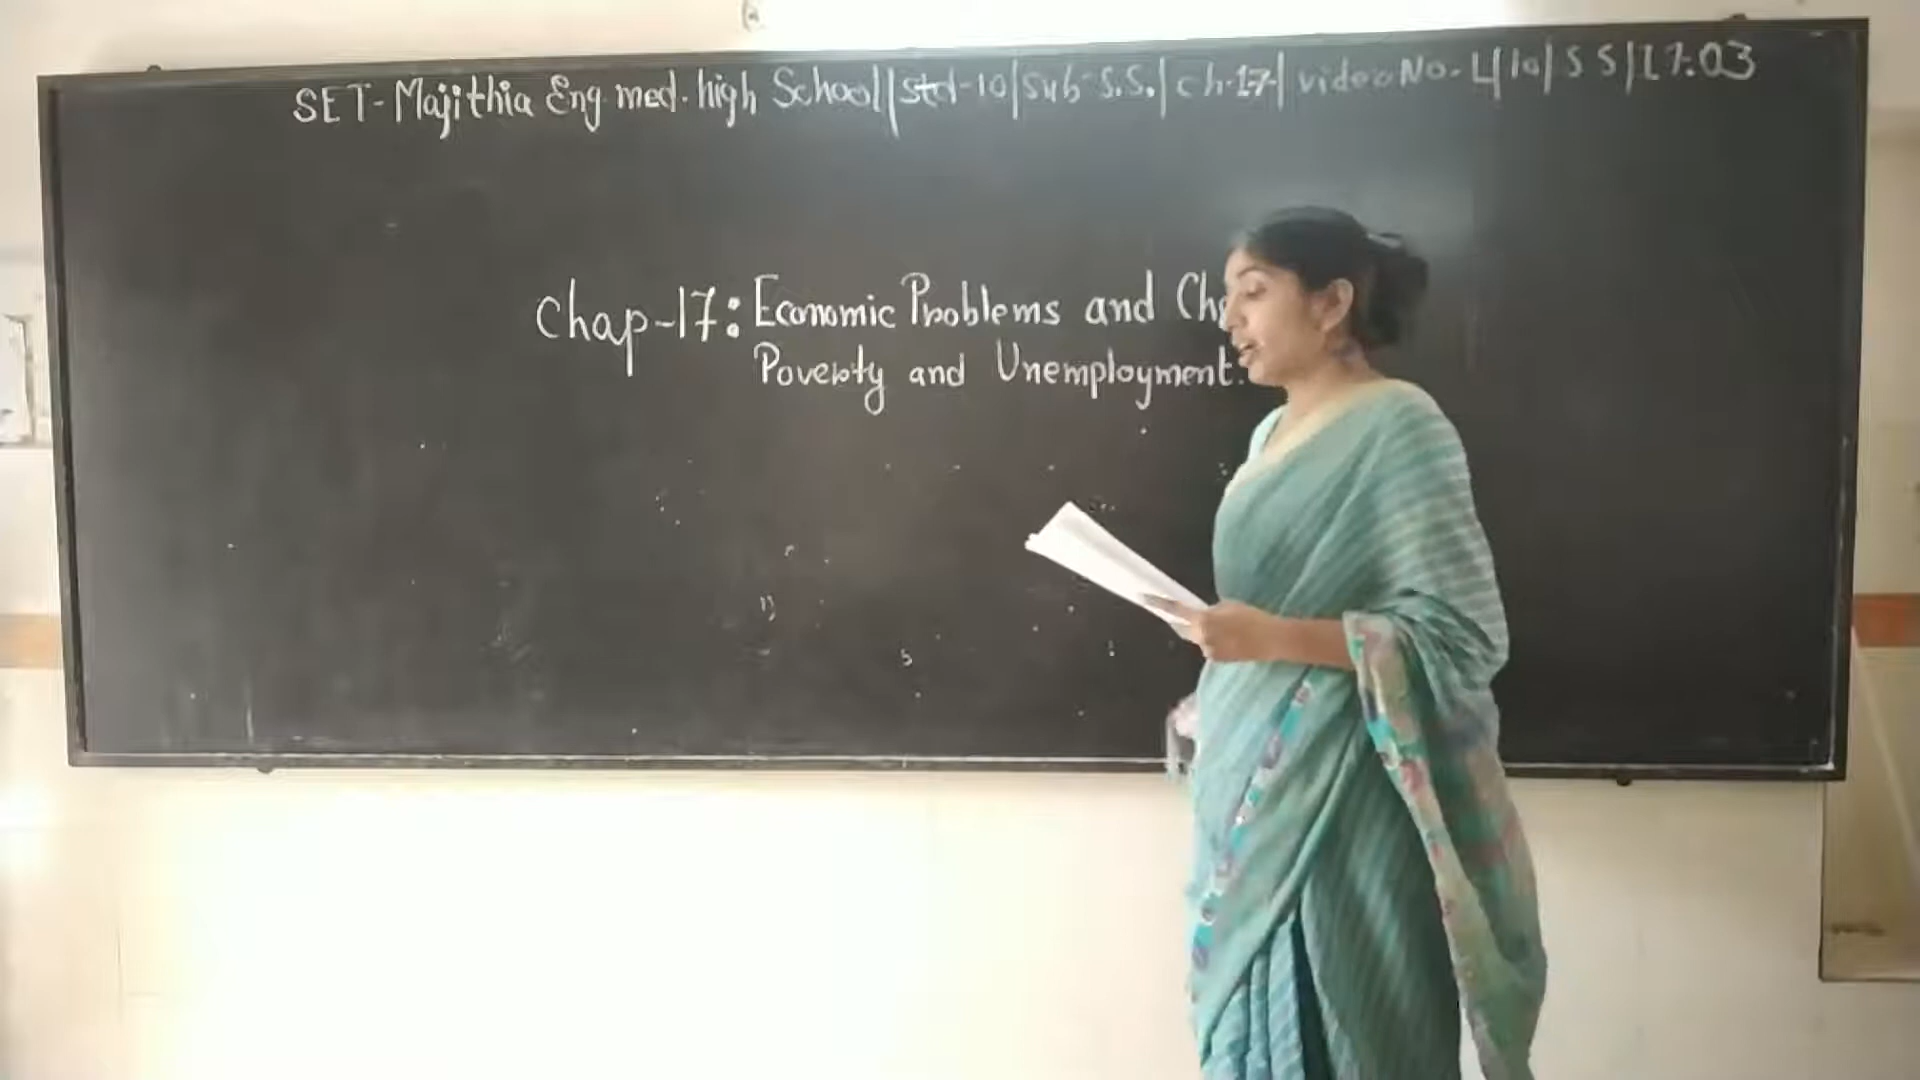 SET-Majithia Eng. med. high School|Std-10|Sub-S.S.|Ch.17|video No.-4|10|SS|17.03
Chap-17: Economic Problems and
Poverty and Unemployment.